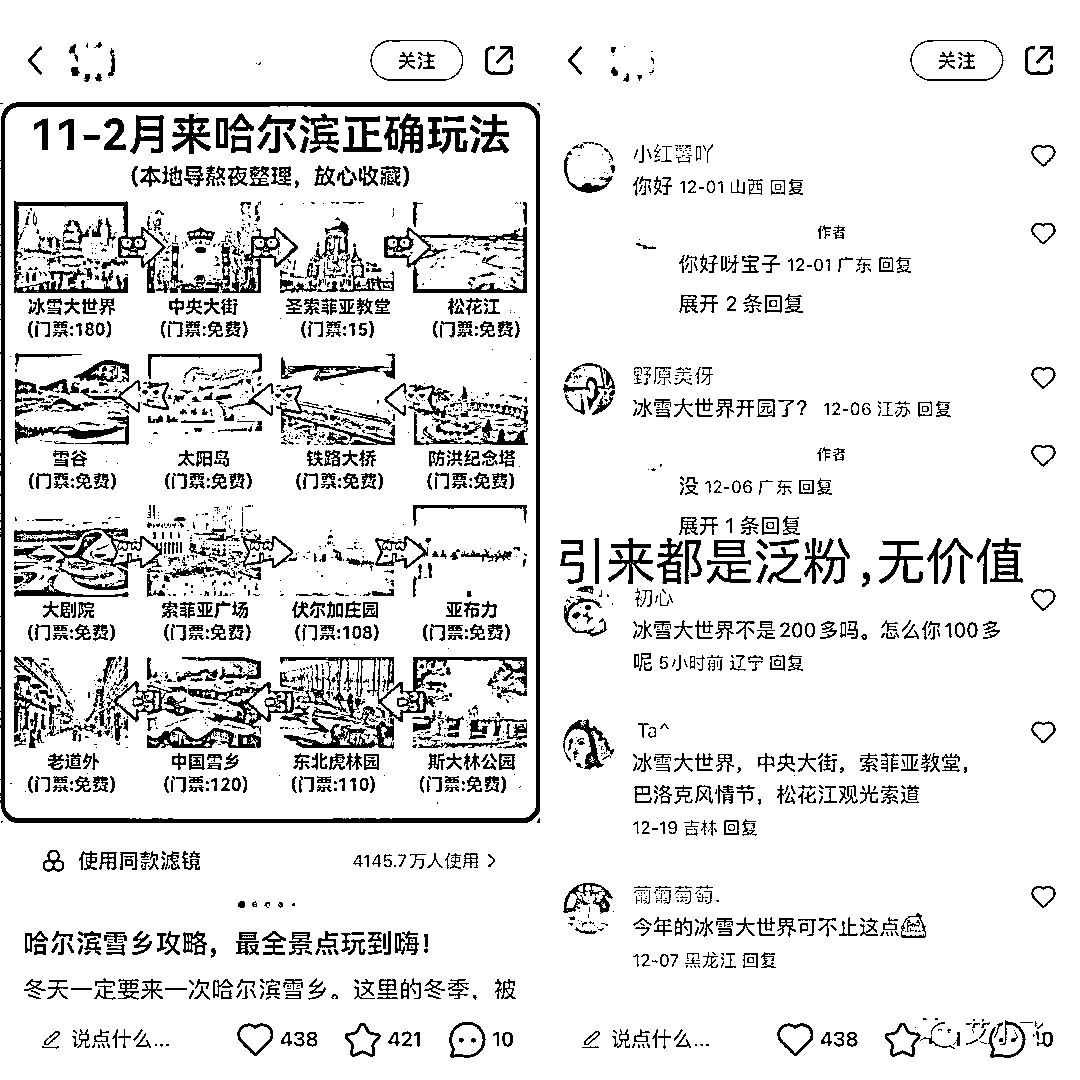 关注
11-2月来哈尔滨正确玩法
(本地导熬夜整理，放心收藏)
冰雪大世界 中央大街 圣索菲亚教堂 松花江
(门票:180) (门票:免费) (门票:15) (门票:免费)
雪谷 太阳岛 铁路大桥 防洪纪念塔
(门票:免费) (门票:免费) (门票:免费) (门票:免费)
大剧院 索菲亚广场 伏尔加庄园 亚布力
(门票:免费) (门票:免费) (门票:108) (门票:免费)
老道外 中国雪乡 东北虎林园 斯大林公园
(门票:免费) (门票:120) (门票:110) (门票:免费)
使用同款滤镜 4145.7万人使用 >
哈尔滨雪乡攻略，最全景点玩到嗨!
冬天一定要来一次哈尔滨雪乡。这里的冬季，被
说点什么... 438 421 10
关注
小红薯吖
你好 12-01 山西 回复
作者
你好呀宝子 12-01 广东 回复
展开 2 条回复
野原美伢
冰雪大世界开园了? 12-06 江苏 回复
作者
没 12-06 广东 回复
展开 1 条回复
引来都是泛粉,无价值
初心
冰雪大世界不是200多吗。怎么你100多
呢 5小时前 辽宁 回复
Ta^
冰雪大世界，中央大街，索菲亚教堂，
巴洛克风情节，松花江观光索道
12-19 吉林 回复
葡葡萄萄.
今年的冰雪大世界可不止这点
12-07 黑龙江 回复
说点什么... 438 10